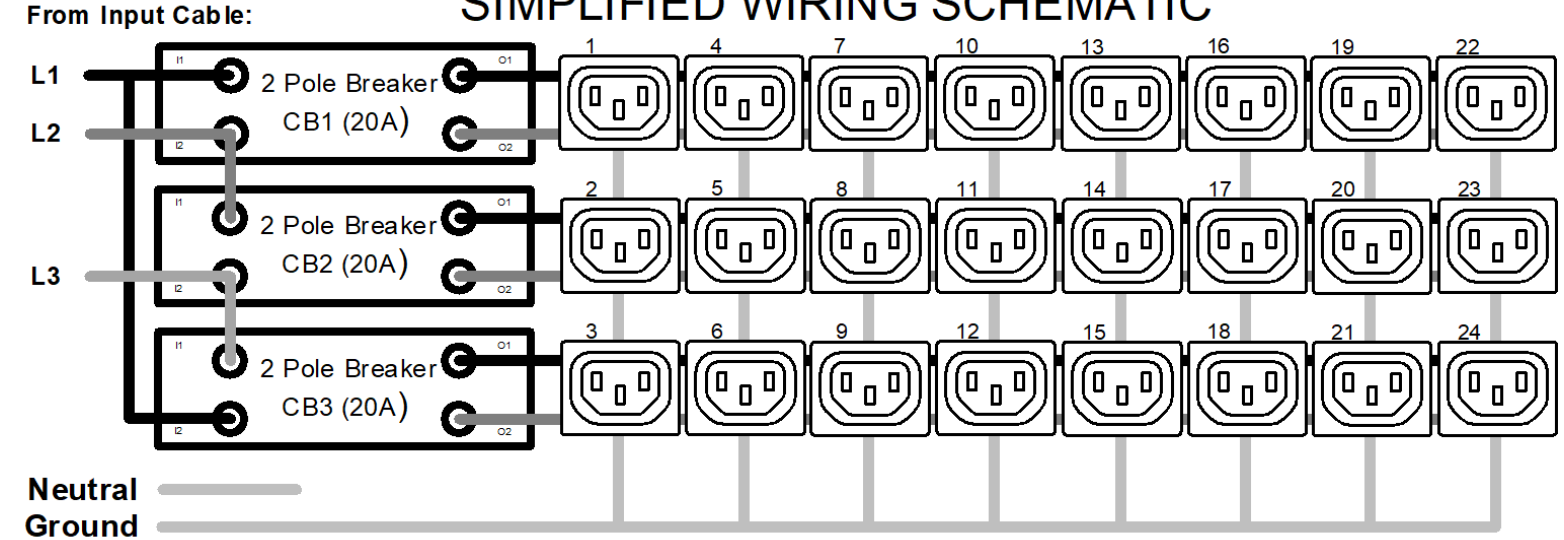 SIMPLIFIED WIRING SCHEMATIC
From Input Cable:
1 4 7 10 13 16 19 22
I1 O1
L1
2 Pole Breaker
CB1 (20A)
L2
I2 O2
2 5 8 11 14 17 20 23
I1 O1
2 Pole Breaker
CB2 (20A)
L3
I2 O2
3 6 9 12 15 18 21 24
I1 O1
2 Pole Breaker
CB3 (20A)
I2 O2
Neutral
Ground